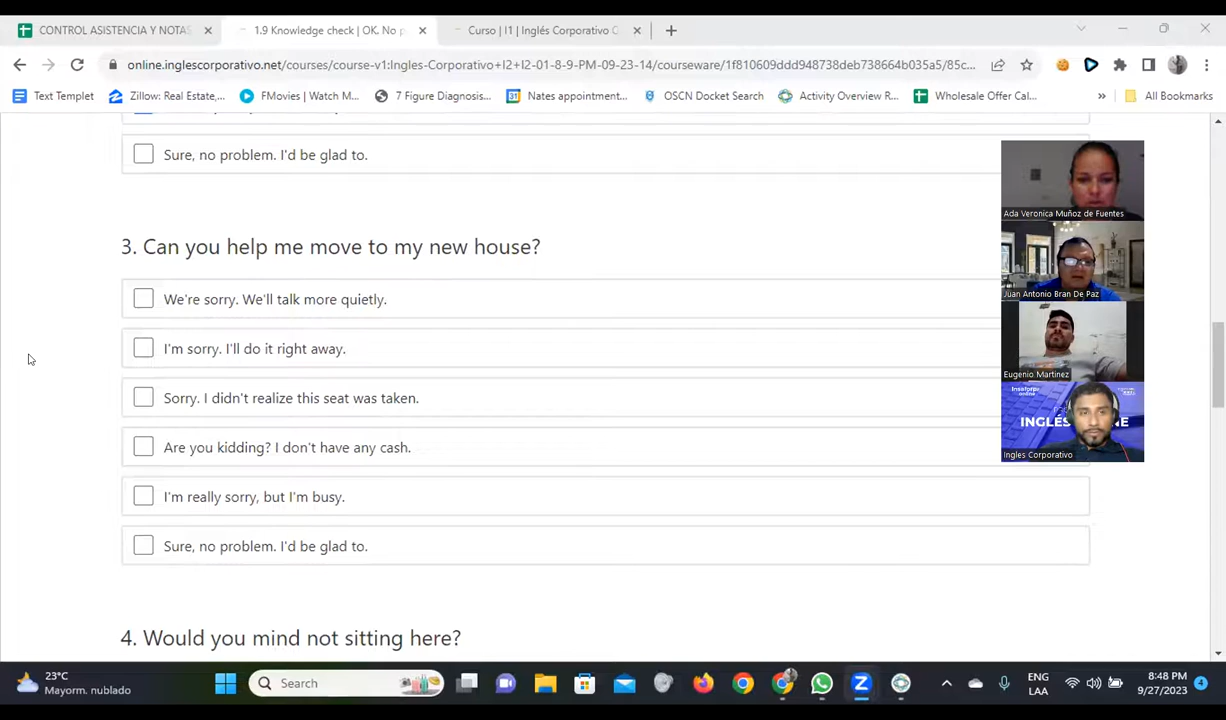 CONTROL ASISTENCIA Y NOTAS
1.9 Knowledge check | OK. No p
Curso | I1 | Inglés Corporativo
online.inglescorporativo.net/courses/course-v1:Ingles-Corporativo+I2+I2-01-8-9-PM-09-23-14/courseware/1f810609ddd948738deb738664b035a5/85c...
Text Templet
Zillow: Real Estate,...
FMovies | Watch M...
7 Figure Diagnosis...
31
Nates appointment...
OSCN Docket Search
Activity Overview R...
Wholesale Offer Cal...
»
All Bookmarks
Sure, no problem. I'd be glad to.
3. Can you help me move to my new house?
We're sorry. We'll talk more quietly.
I'm sorry. I'll do it right away.
Sorry. I didn't realize this seat was taken.
Are you kidding? I don't have any cash.
I'm really sorry, but I'm busy.
Sure, no problem. I'd be glad to.
4. Would you mind not sitting here?
Ada Veronica Muñoz de Fuentes
Juan Antonio Bran De Paz
Eugenio Martinez
Ingles Corporativo
23°C
Mayorm. nublado
Search
ENG
LAA
8:48 PM
9/27/2023
4